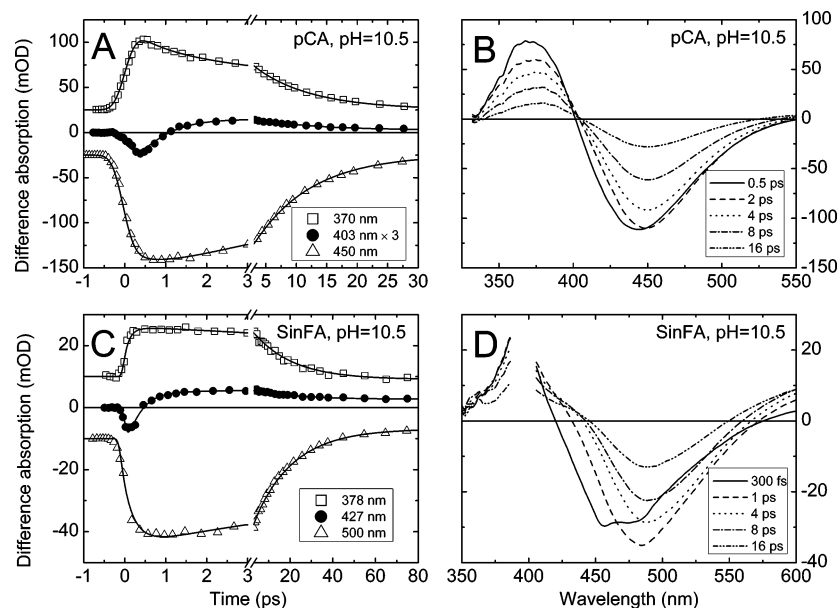 A
pCA, pH=10.5
Difference absorption (mOD)
100
50
0
-50
-100
-150
370 nm
403 nm × 3
450 nm
-1 0 1 2 3 5 10 15 20 25 30
B
pCA, pH=10.5
100
50
0
-50
-100
-150
0.5 ps
2 ps
4 ps
8 ps
16 ps
350 400 450 500 550
C
SinFA, pH=10.5
Difference absorption (mOD)
20
0
-20
-40
378 nm
427 nm
500 nm
-1 0 1 2 3 20 40 60 80
Time (ps)
D
SinFA, pH=10.5
20
0
-20
-40
300 fs
1 ps
4 ps
8 ps
16 ps
350 400 450 500 550 600
Wavelength (nm)